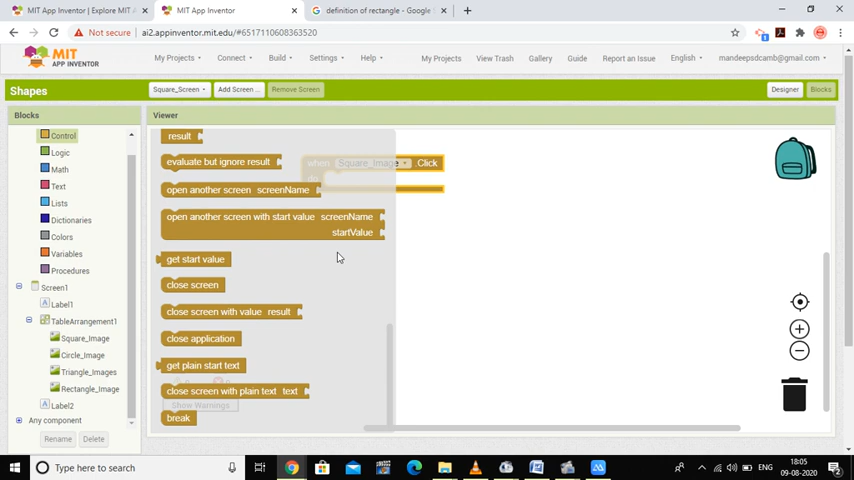 MIT App Inventor | Explore MIT A
MIT App Inventor
definition of rectangle - Google S
Not secure | ai2.appinventor.mit.edu/#6517110608363520
MIT
APP INVENTOR
My Projects
Connect
Build
Settings
Help
My Projects
View Trash
Gallery
Guide
Report an Issue
English
mandeepsdcamb@gmail.com
Shapes
Square_Screen
Add Screen ...
Remove Screen
Designer
Blocks
Blocks
Viewer
Control
Logic
Math
Text
Lists
Dictionaries
Colors
Variables
Procedures
Screen1
Label1
TableArrangement1
Square_Image
Circle_Image
Triangle_Images
Rectangle_Image
Label2
Any component
Rename
Delete
result
evaluate but ignore result
open another screen screenName
open another screen with start value screenName
startValue
get start value
close screen
close screen with value result
close application
get plain start text
close screen with plain text text
break
when Square_Image .Click
do
Show Warnings
Type here to search
ENG
18:05
09-08-2020
2